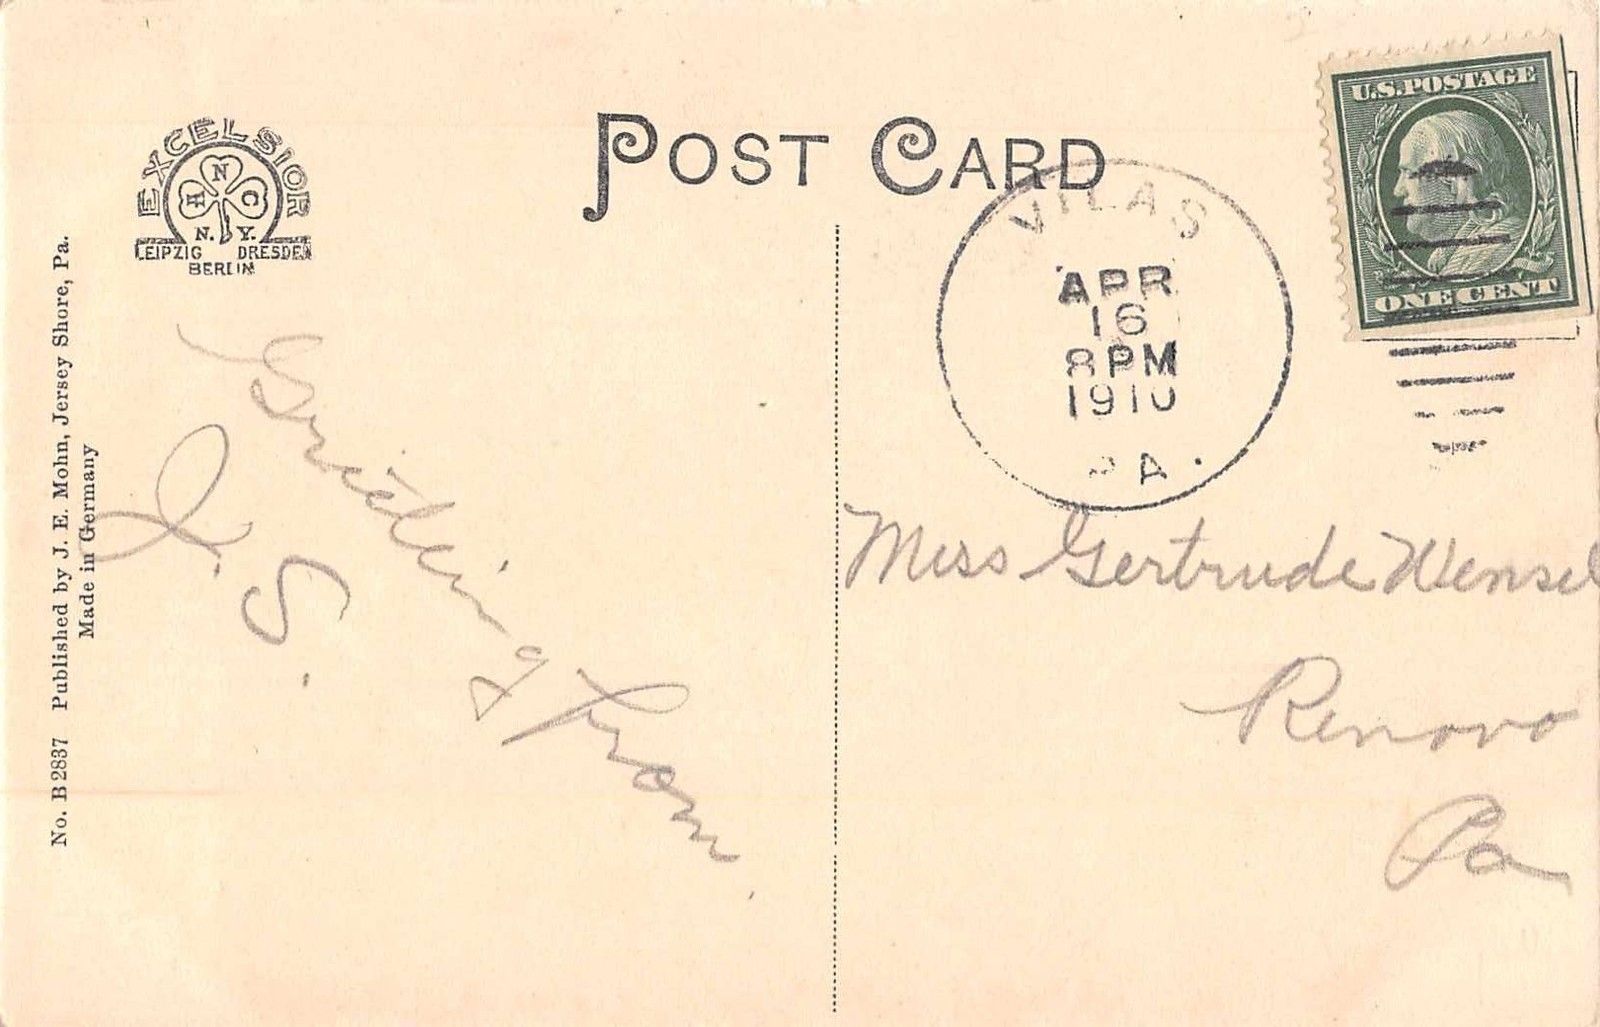 POST CARD
EXCELSIOR
A N C
N. Y.
LEIPZIG DRESDEN
BERLIN
No. B 2837 Published by J. E. Mohn, Jersey Shore, Pa.
Made in Germany
U.S. POSTAGE
ONE CENT
VILAS
APR
16
8 PM
1910
PA.
Greeting From
J. S.
Miss Gertrude Wensel
Renovo
Pa